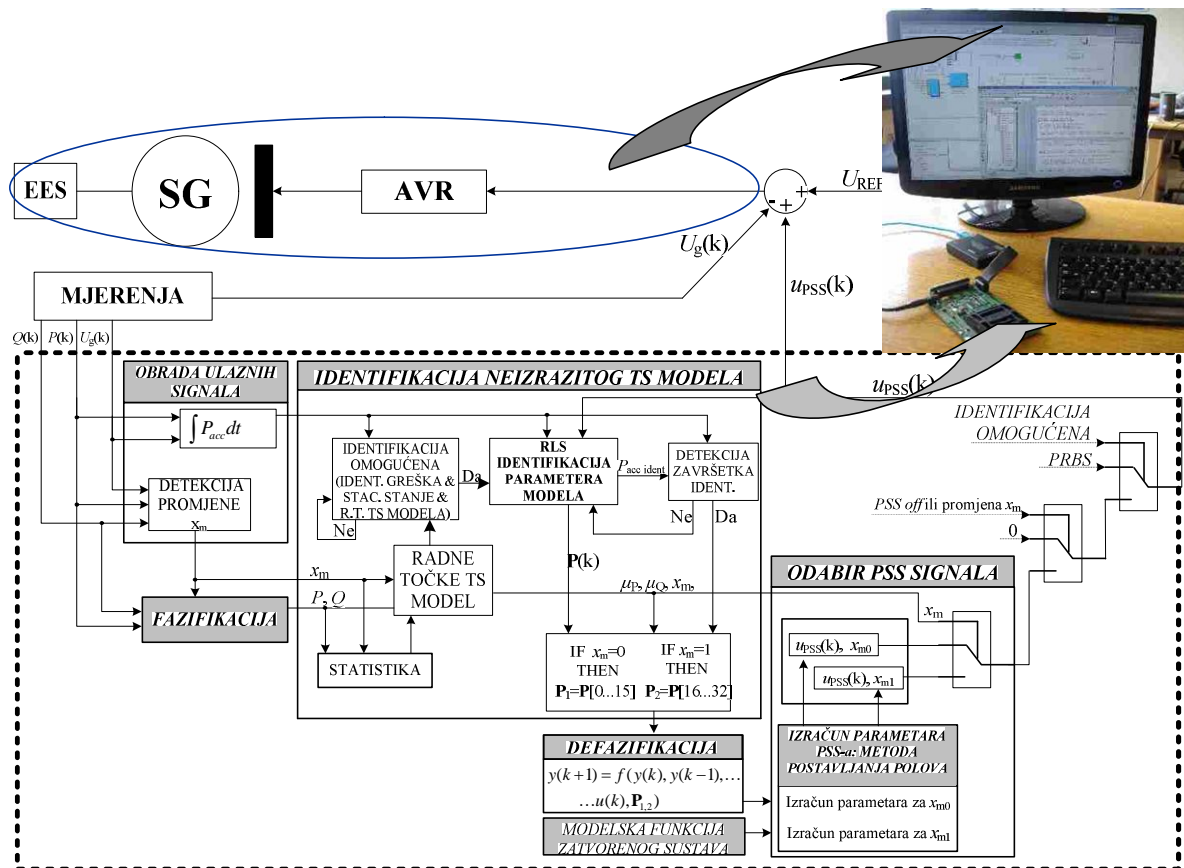 EES
SG
AVR
U_REF
-
+
+
U_g(k)
u_PSS(k)
MJERENJA
Q(k) P(k) U_g(k)
SAMSUNG
OBRADA ULAZNIH
SIGNALA
∫ P_acc dt
DETEKCIJA
PROMJENE
x_m
FAZIFIKACIJA
IDENTIFIKACIJA NEIZRAZITOG TS MODELA
IDENTIFIKACIJA
OMOGUĆENA
(IDENT. GREŠKA &
STAC. STANJE &
R.T. TS MODELA)
Da
Ne
RLS
IDENTIFIKACIJA
PARAMETERA
MODELA
P_acc ident
DETEKCIJA
ZAVRŠETKA
IDENT.
Ne
Da
P(k)
x_m
P, Q
RADNE
TOČKE TS
MODEL
μ_P, μ_Q, x_m,
STATISTIKA
IF x_m=0
THEN
P_1=P[0...15]
IF x_m=1
THEN
P_2=P[16...32]
DEFAZIFIKACIJA
y(k+1) = f(y(k), y(k-1),...
...u(k), P_1,2)
MODELSKA FUNKCIJA
ZATVORENOG SUSTAVA
u_PSS(k)
IDENTIFIKACIJA
OMOGUĆENA
PRBS
PSS off ili promjena x_m
0
ODABIR PSS SIGNALA
x_m
u_PSS(k), x_m0
u_PSS(k), x_m1
IZRAČUN PARAMETARA
PSS-a: METODA
POSTAVLJANJA POLOVA
Izračun parametara za x_m0
Izračun parametara za x_m1